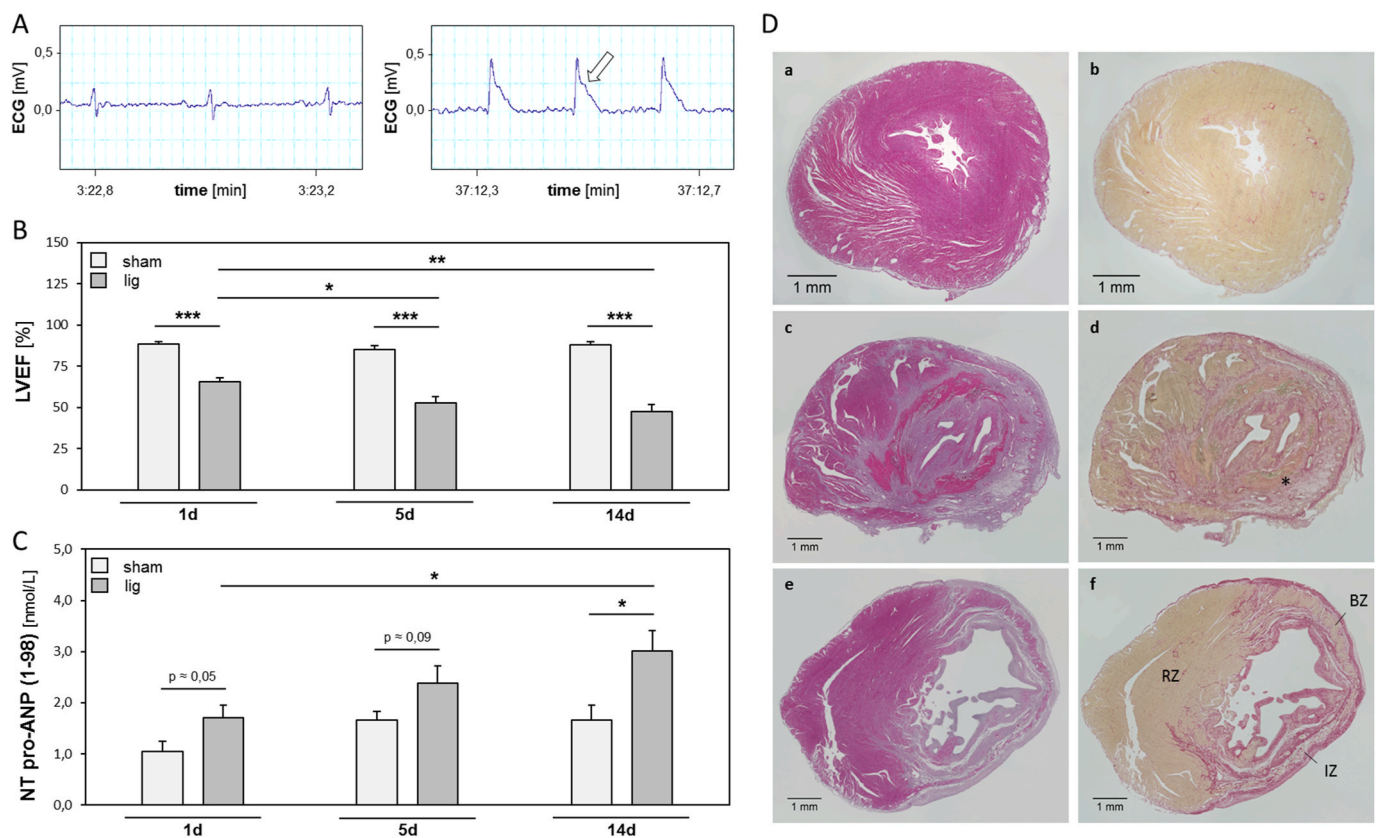 A
ECG [mV]
0,5
0,0
3:22,8
time [min]
3:23,2
ECG [mV]
0,5
0,0
37:12,3
time [min]
37:12,7
B
LVEF [%]
150
125
100
75
50
25
0
sham
lig
**
*
***
***
***
1d
5d
14d
C
NT pro-ANP (1-98) [nmol/L]
5,0
4,0
3,0
2,0
1,0
0,0
sham
lig
*
*
p ≈ 0,05
p ≈ 0,09
1d
5d
14d
D
a
1 mm
b
1 mm
c
1 mm
d
*
1 mm
e
1 mm
f
BZ
RZ
IZ
1 mm